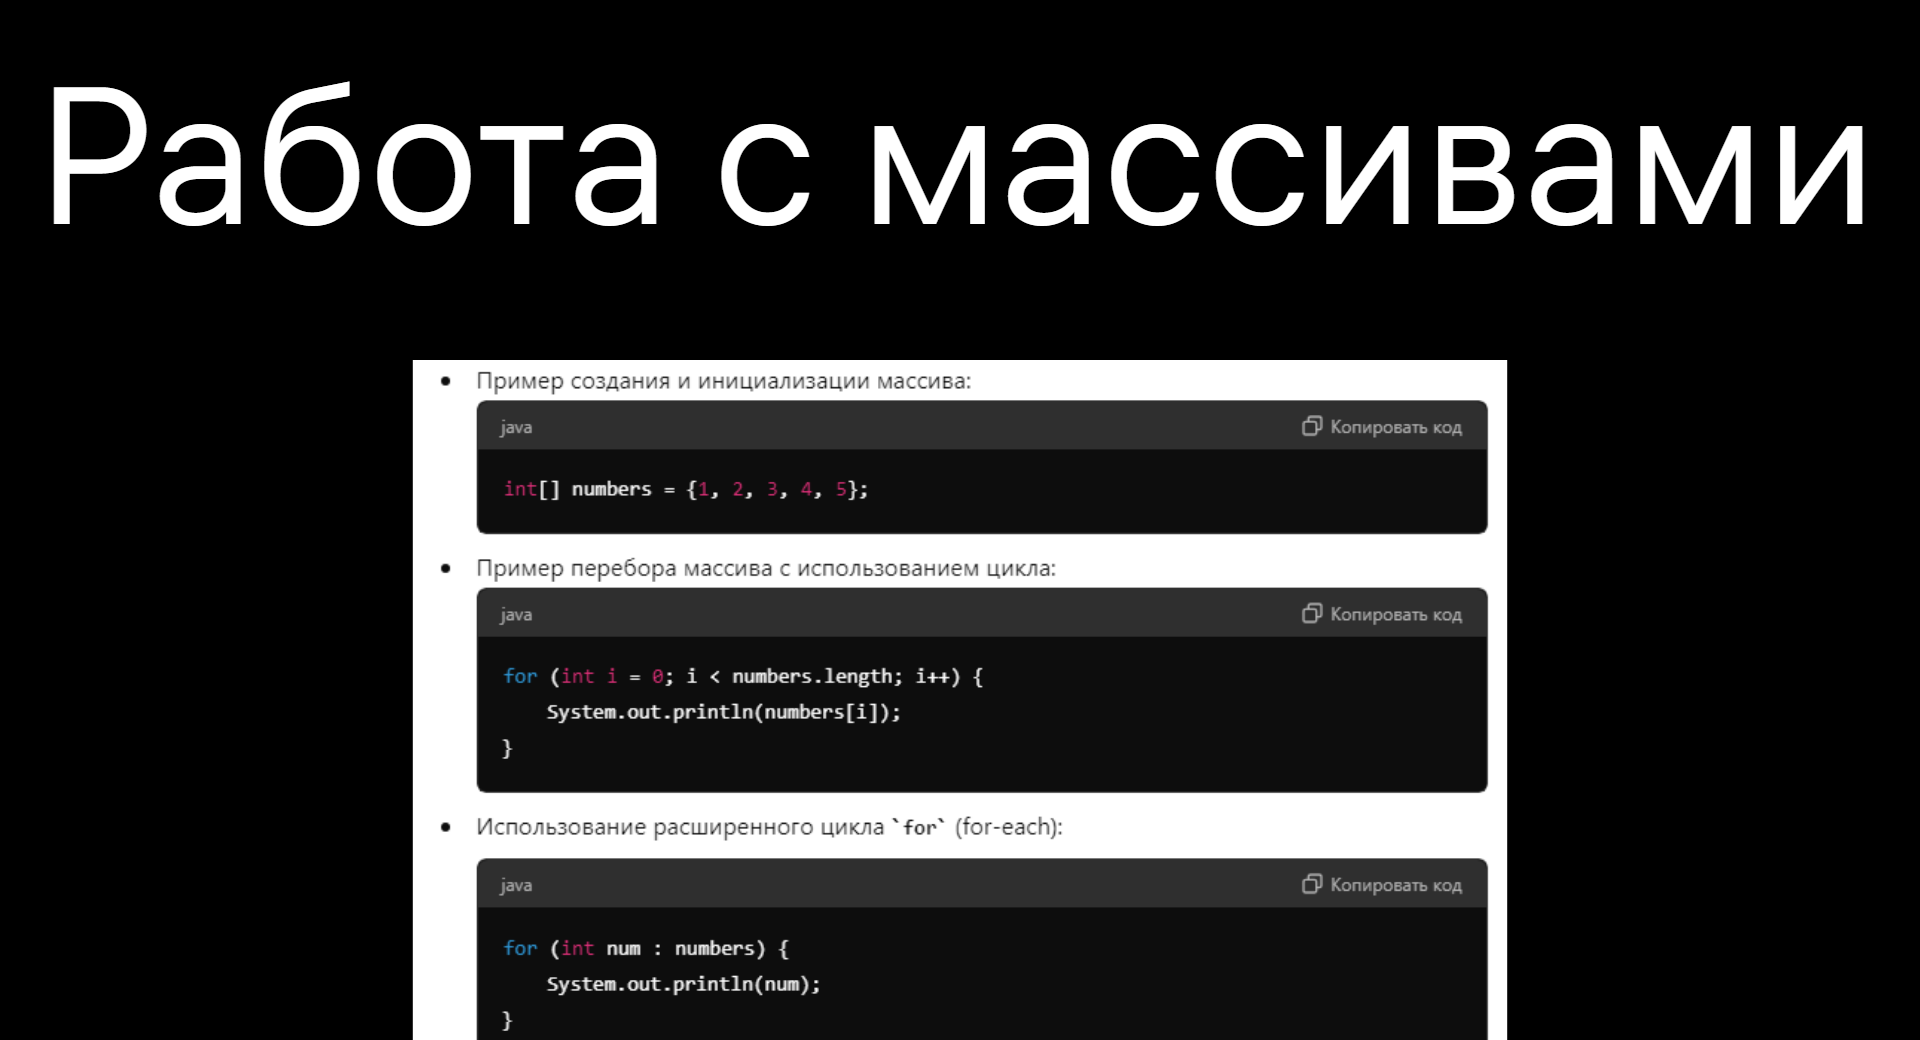 Работа с массивами
• Пример создания и инициализации массива:
java Копировать код
int[] numbers = {1, 2, 3, 4, 5};
• Пример перебора массива с использованием цикла:
java Копировать код
for (int i = 0; i < numbers.length; i++) {
    System.out.println(numbers[i]);
}
• Использование расширенного цикла `for` (for-each):
java Копировать код
for (int num : numbers) {
    System.out.println(num);
}